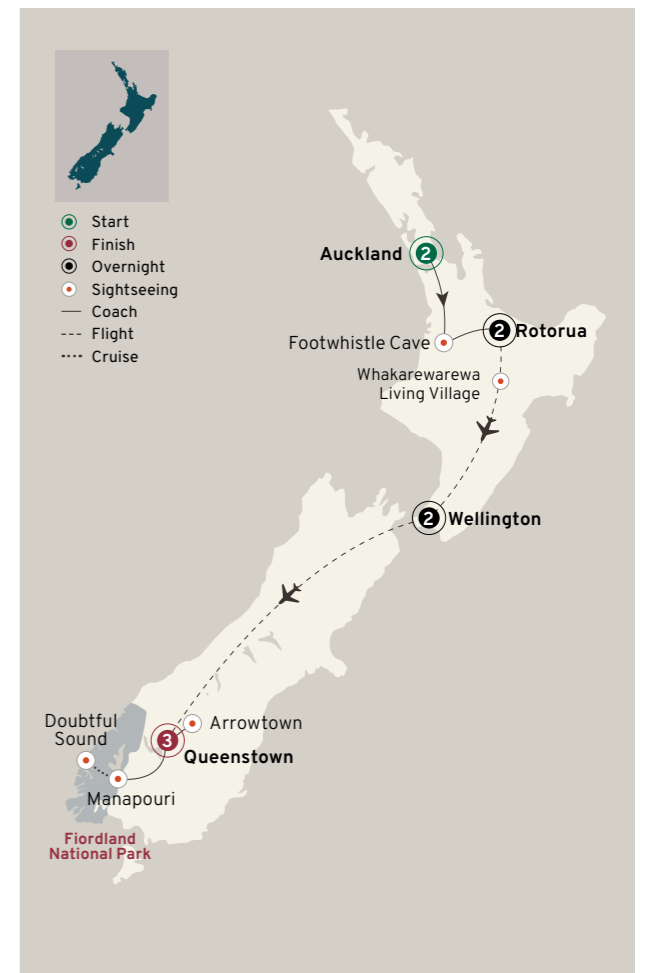 Start
Finish
Overnight
Sightseeing
Coach
Flight
Cruise
Auckland
2
Footwhistle Cave
2
Rotorua
Whakarewarewa
Living Village
2
Wellington
Arrowtown
3
Queenstown
Doubtful
Sound
Manapouri
Fiordland
National Park